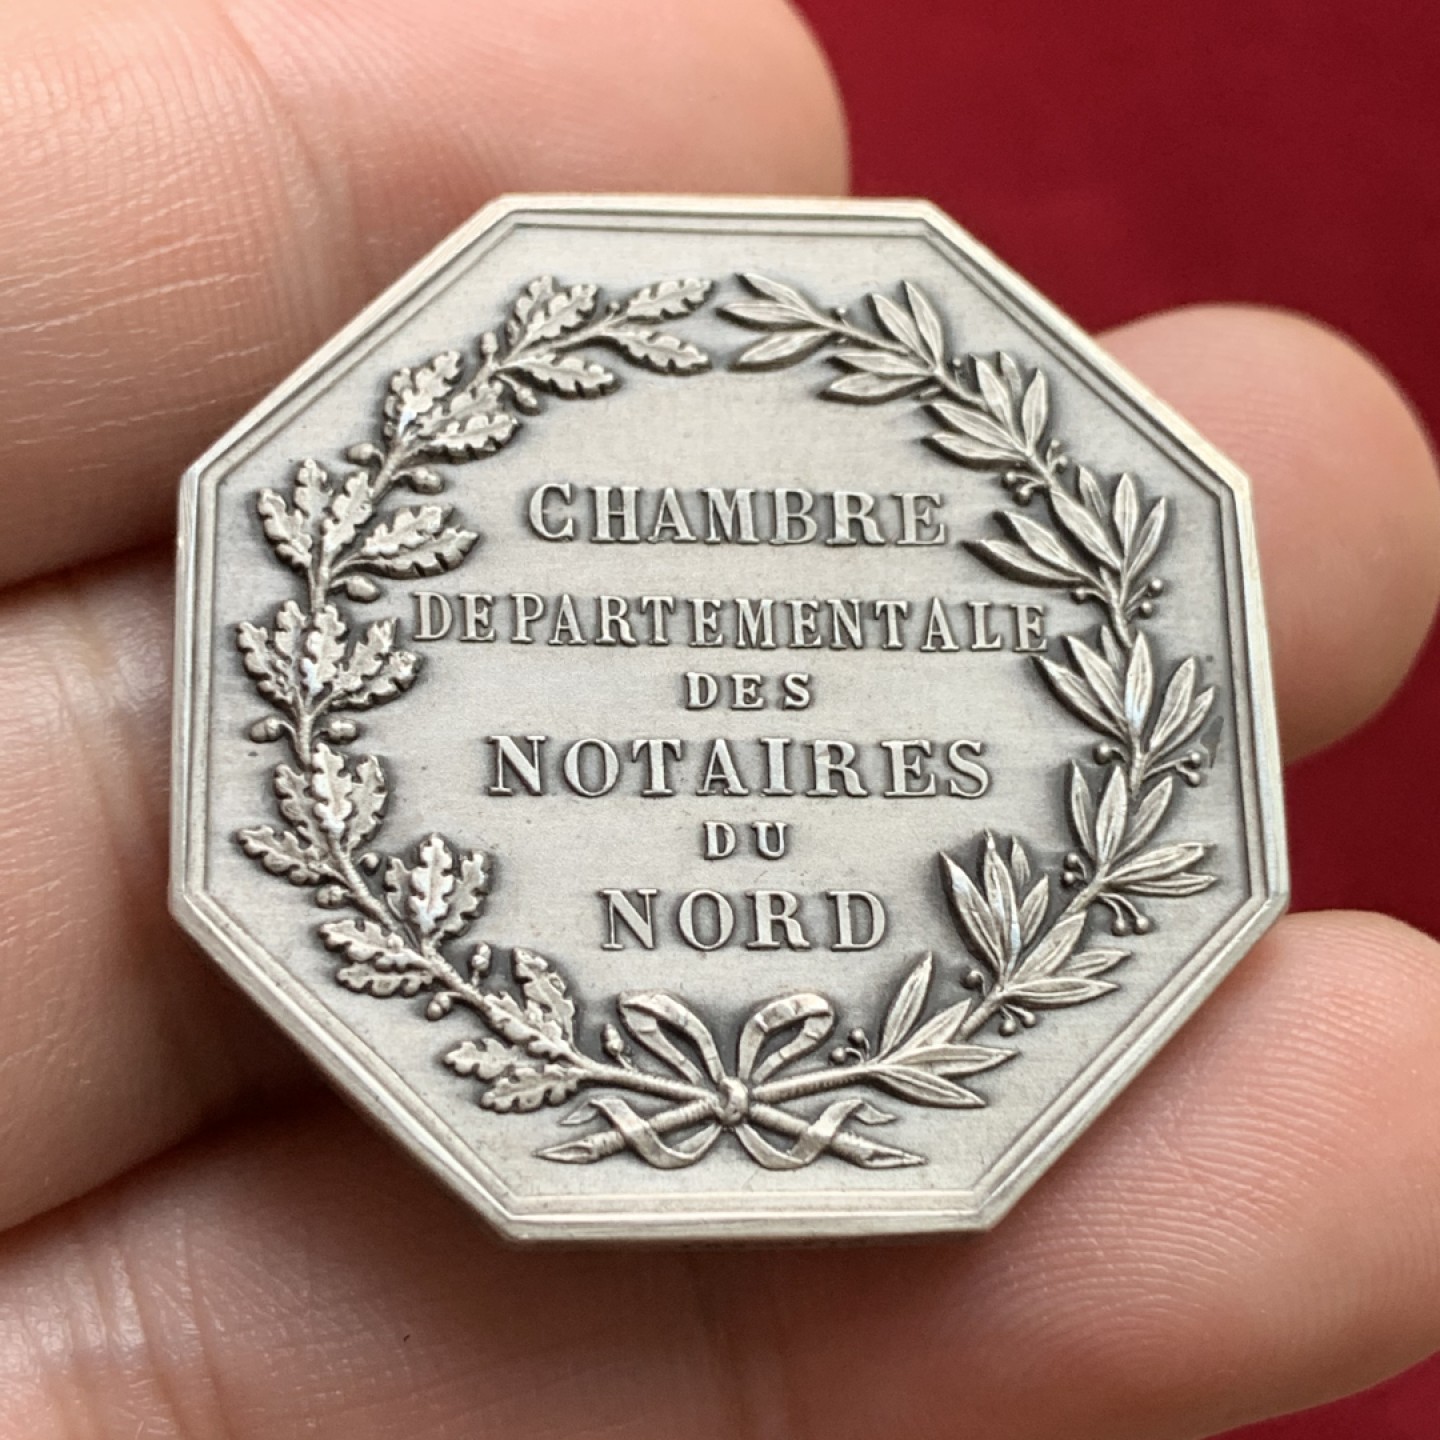 CHAMBRE
DEPARTEMENTALE
DES
NOTAIRES
DU
NORD